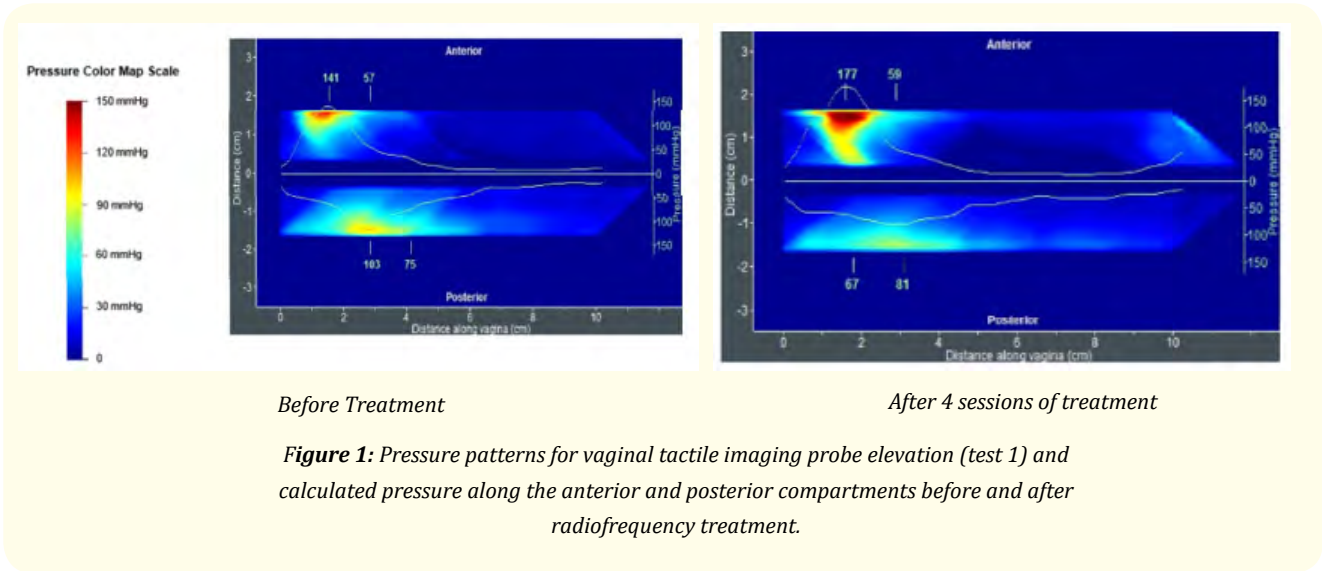 Pressure Color Map Scale
150 mmHg
120 mmHg
90 mmHg
60 mmHg
30 mmHg
0
Anterior
141 57
3
2
1
0
-1
-2
-3
Distance (cm)
150
100
50
0
50
100
150
Pressure (mmHg)
103 75
Posterior
0 2 4 6 8 10
Distance along vagina (cm)
Anterior
177 59
3
2
1
0
-1
-2
-3
Distance (cm)
150
100
50
0
50
100
150
Pressure (mmHg)
67 81
Posterior
0 2 4 6 8 10
Distance along vagina (cm)
Before Treatment
After 4 sessions of treatment
Figure 1: Pressure patterns for vaginal tactile imaging probe elevation (test 1) and
calculated pressure along the anterior and posterior compartments before and after
radiofrequency treatment.